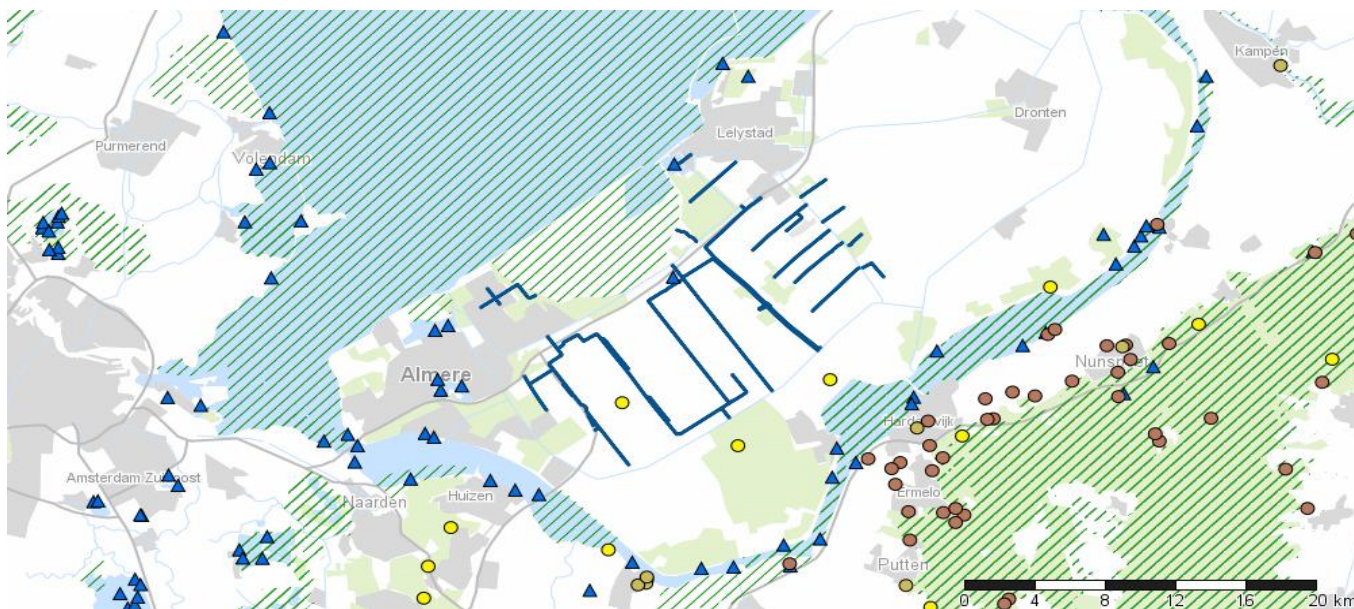 Kampen
Dronten
Lelystad
Purmerend
Volendam
Almere
Nunspeet
Harderwijk
Amsterdam Zuidoost
Naarden
Huizen
Ermelo
Putten
0 4 8 12 16 20 km